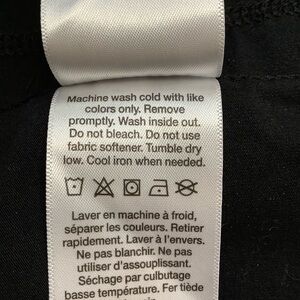 Machine wash cold with like
colors only. Remove
promptly. Wash inside out.
Do not bleach. Do not use
fabric softener. Tumble dry
low. Cool iron when needed.
Laver en machine à froid,
séparer les couleurs. Retirer
rapidement. Laver à l'envers.
Ne pas blanchir. Ne pas
utiliser d'assouplissant.
Séchage par culbutage
basse température. Fer tiède